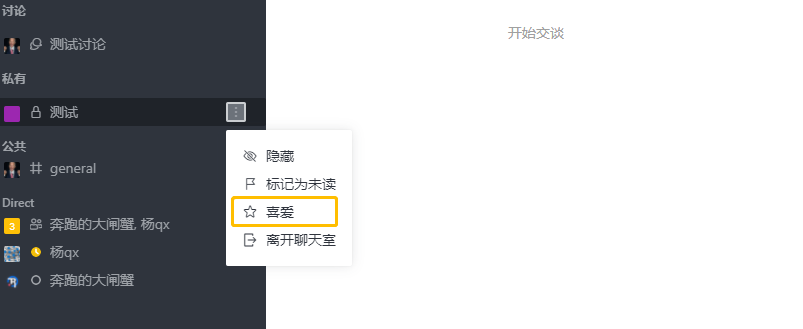 讨论
测试讨论
私有
测试
公共
general
Direct
3
奔跑的大闸蟹, 杨qx
杨qx
奔跑的大闸蟹
隐藏
标记为未读
喜爱
离开聊天室
开始交谈